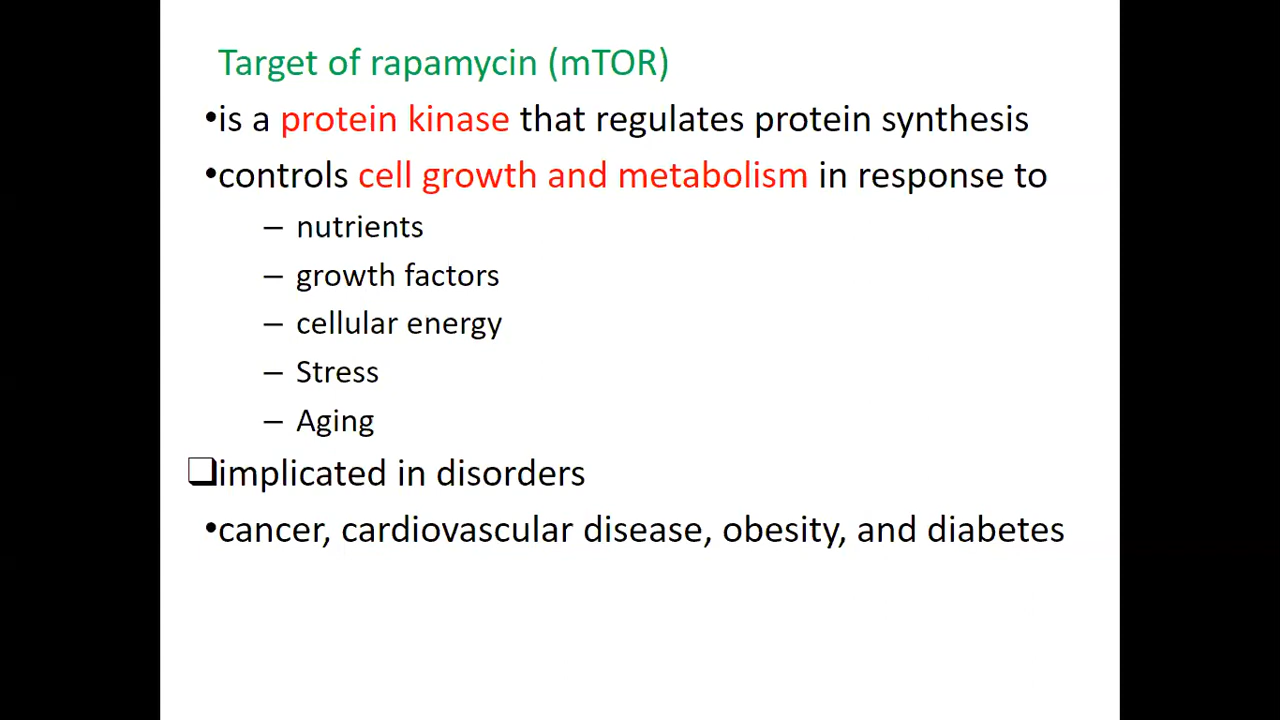 Target of rapamycin (mTOR)
•is a protein kinase that regulates protein synthesis
•controls cell growth and metabolism in response to
– nutrients
– growth factors
– cellular energy
– Stress
– Aging
❑implicated in disorders
•cancer, cardiovascular disease, obesity, and diabetes